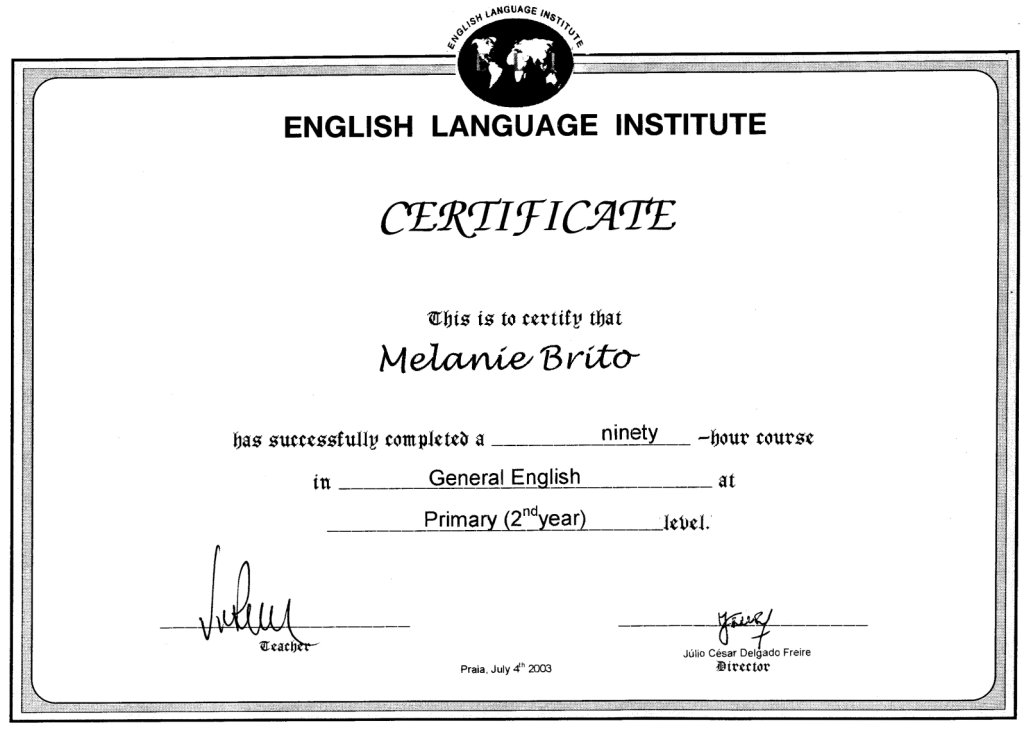 ENGLISH LANGUAGE INSTITUTE
ENGLISH LANGUAGE INSTITUTE
CERTIFICATE
This is to certify that
Melanie Brito
has successfully completed a ninety -hour course
in General English at
Primary (2nd year) level.
Teacher
Júlio César Delgado Freire
Director
Praia, July 4th 2003